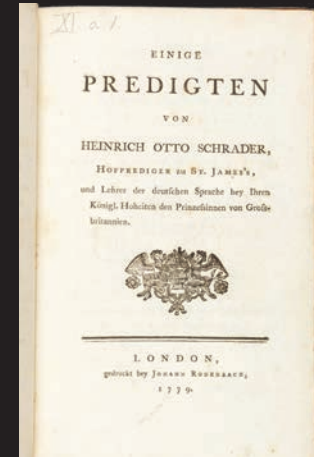 XI. a. 1.
EINIGE
PREDIGTEN
VON
HEINRICH OTTO SCHRADER,
HOFPREDIGER zu ST. JAMES'S,
und Lehrer der deutschen Sprache bey Ihren
Königl. Hoheiten den Prinzessinnen von Gross-
britannien.
LONDON,
gedruckt bey JOHANN
1779.